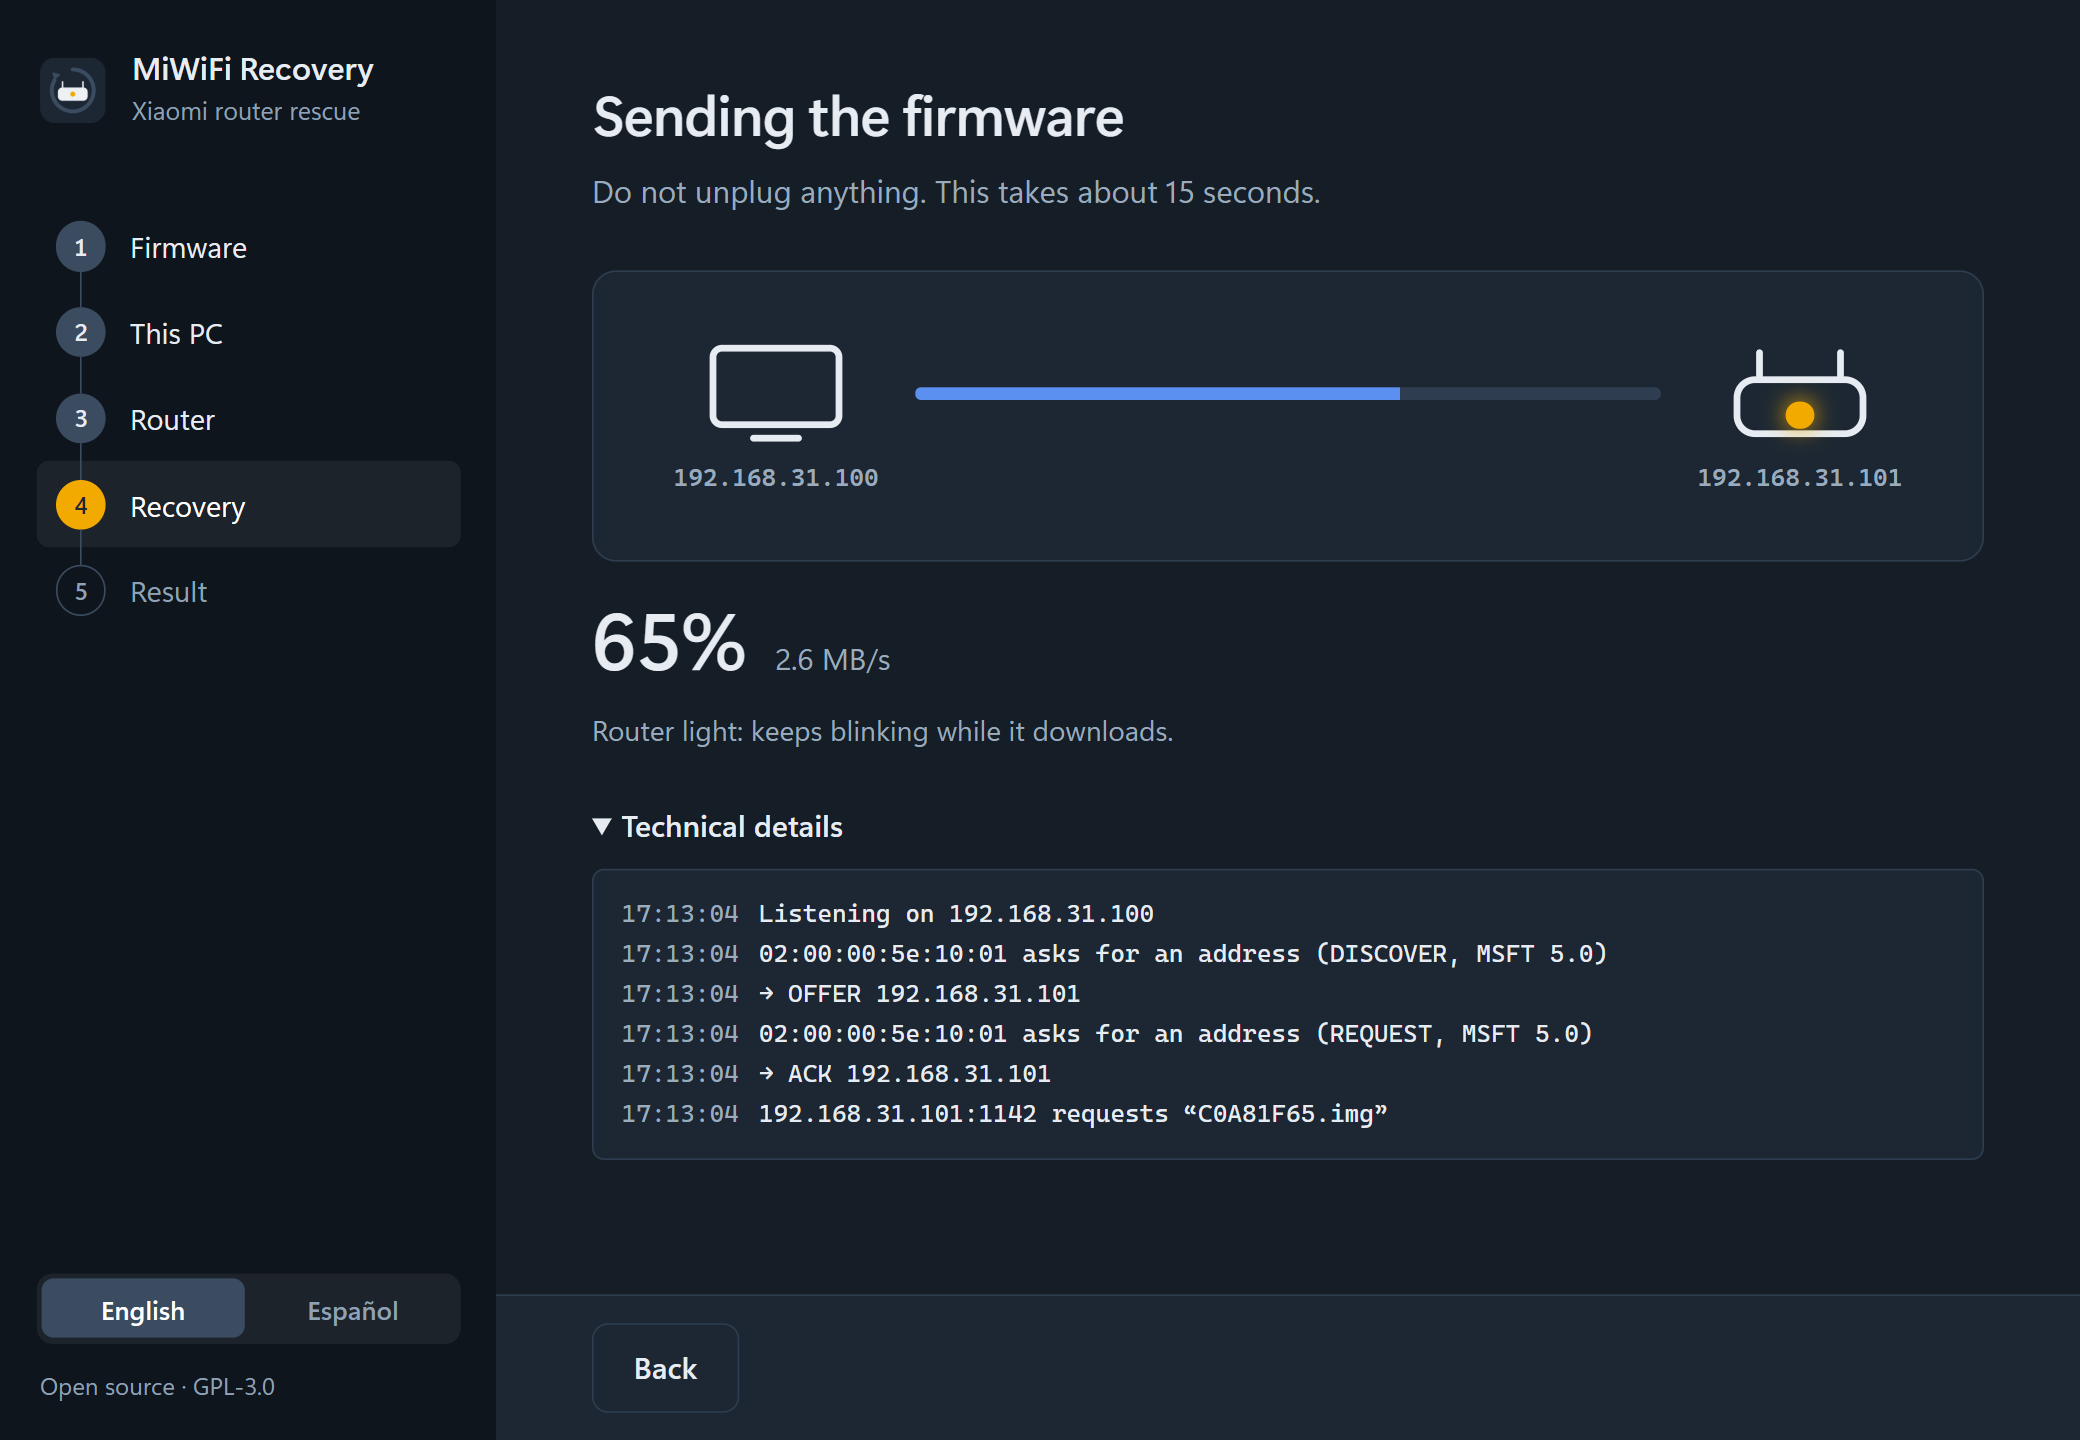 MiWiFi Recovery
Xiaomi router rescue
1 Firmware
2 This PC
3 Router
4 Recovery
5 Result
English Español
Open source · GPL-3.0
Sending the firmware
Do not unplug anything. This takes about 15 seconds.
192.168.31.100 192.168.31.101
65% 2.6 MB/s
Router light: keeps blinking while it downloads.
▼ Technical details
17:13:04 Listening on 192.168.31.100
17:13:04 02:00:00:5e:10:01 asks for an address (DISCOVER, MSFT 5.0)
17:13:04 → OFFER 192.168.31.101
17:13:04 02:00:00:5e:10:01 asks for an address (REQUEST, MSFT 5.0)
17:13:04 → ACK 192.168.31.101
17:13:04 192.168.31.101:1142 requests “C0A81F65.img”
Back